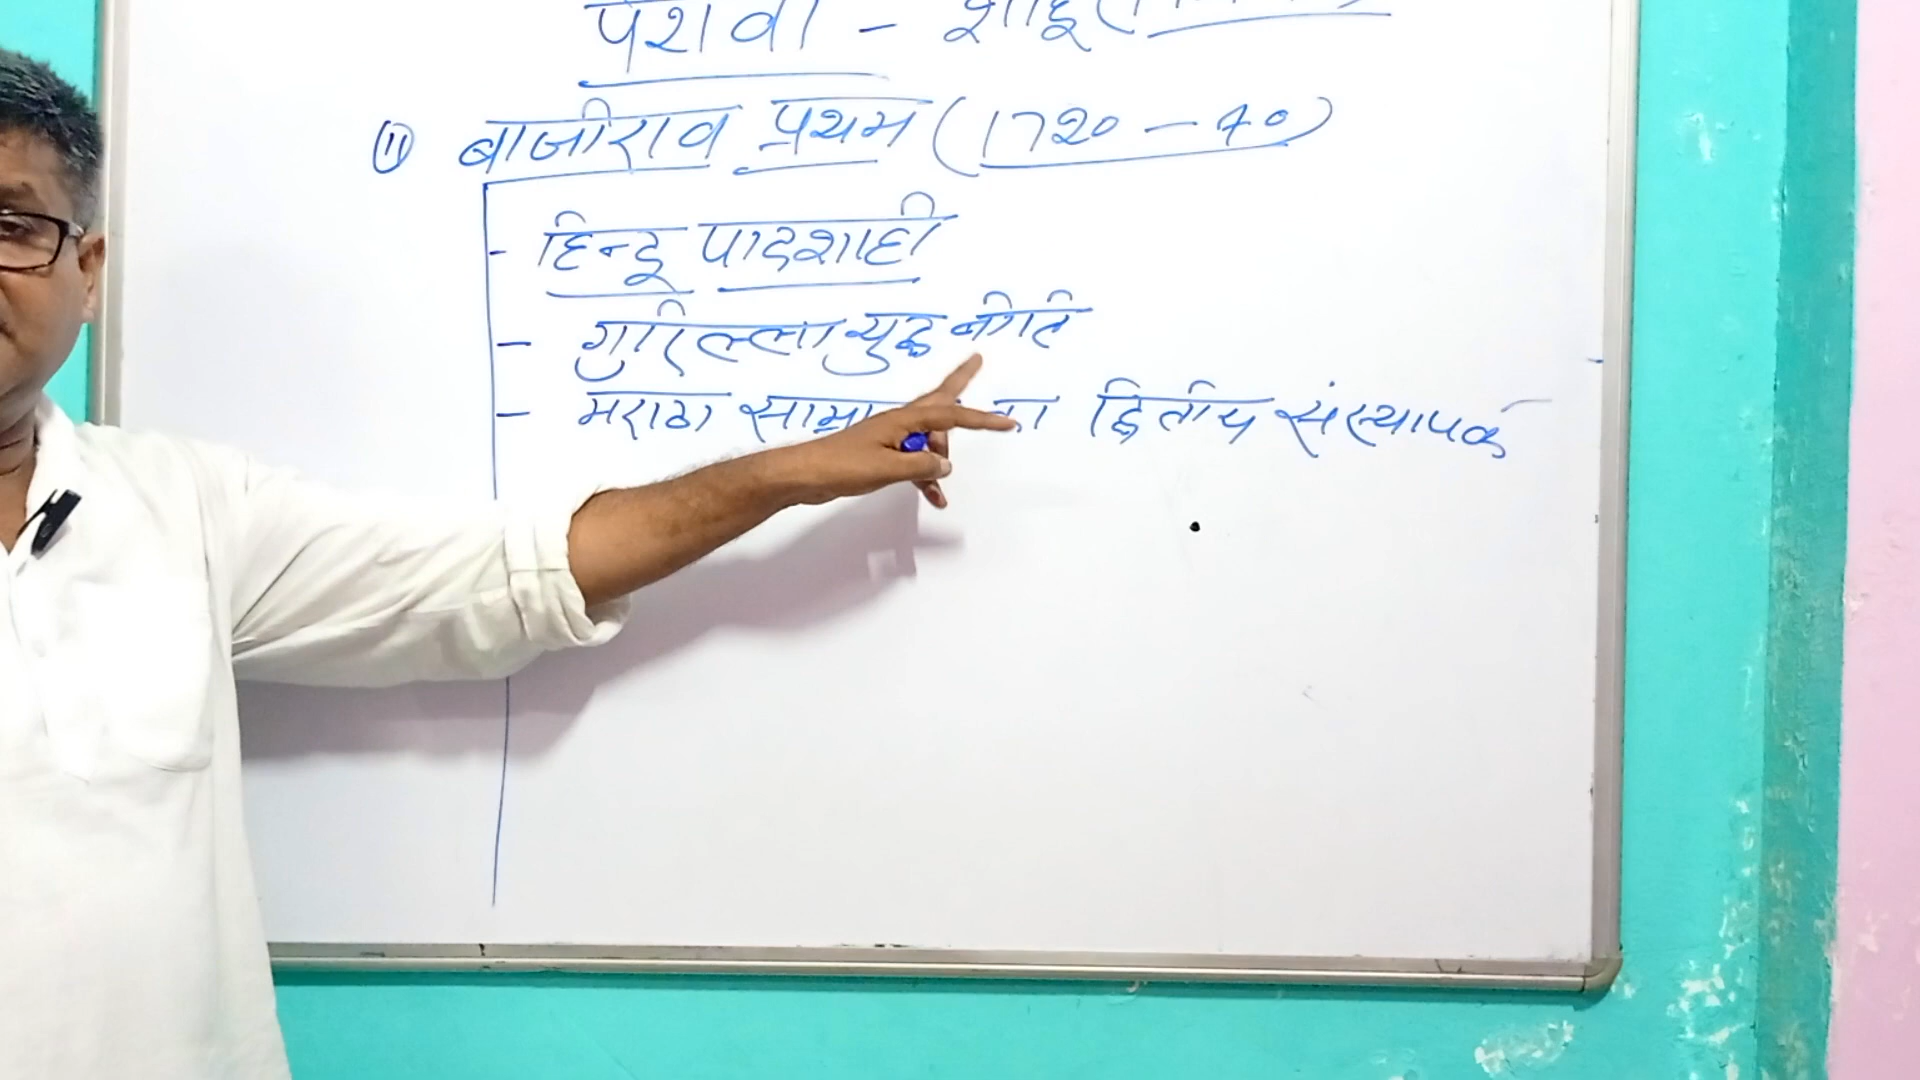 पेशवा - शाहू
(ii) बाजीराव प्रथम (1720 - 40)
- हिन्दू पादशाही
- गुरिल्ला युद्ध नीति
- मराठा का द्वितीय संस्थापक